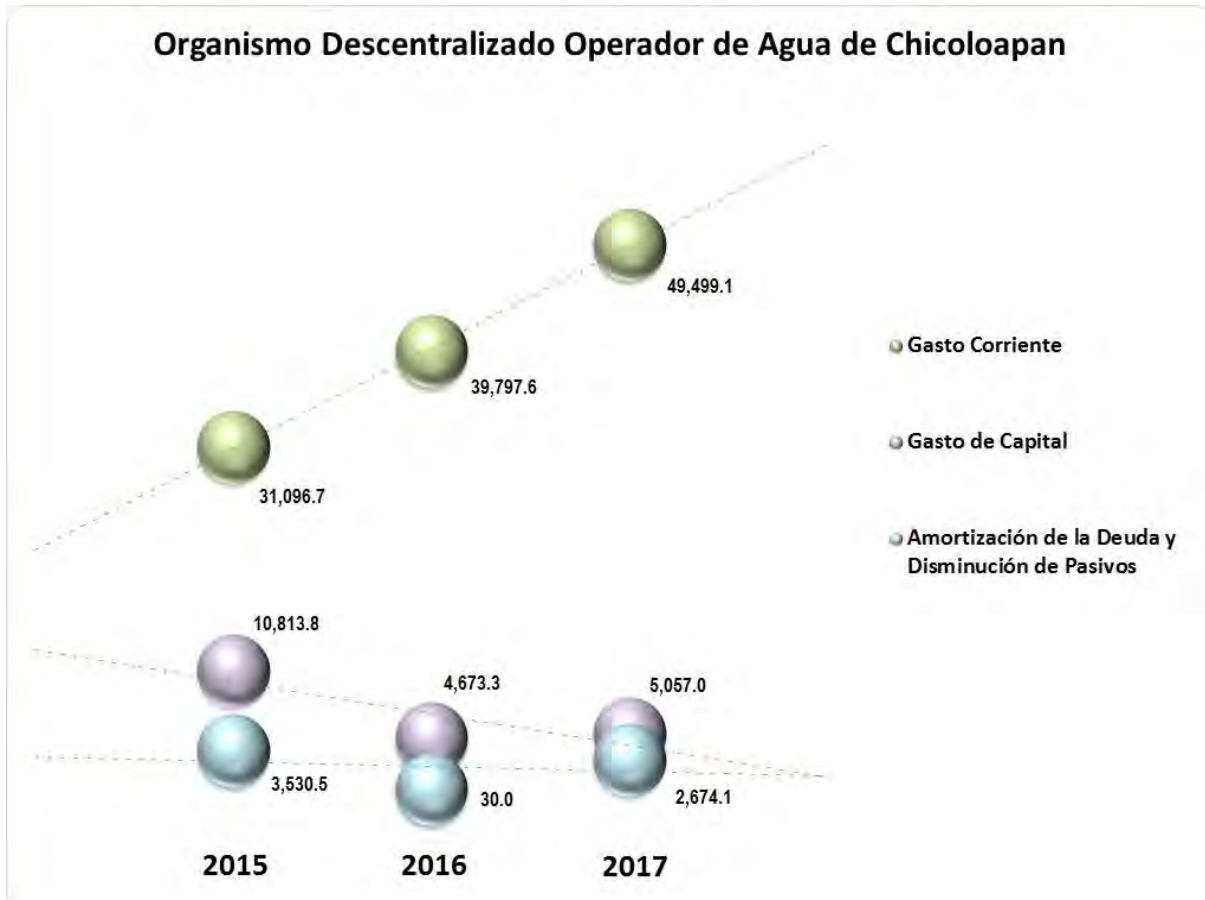 Organismo Descentralizado Operador de Agua de Chicoloapan
49,499.1
39,797.6
31,096.7
Gasto Corriente
Gasto de Capital
Amortización de la Deuda y
Disminución de Pasivos
10,813.8
4,673.3
5,057.0
3,530.5
30.0
2,674.1
2015
2016
2017